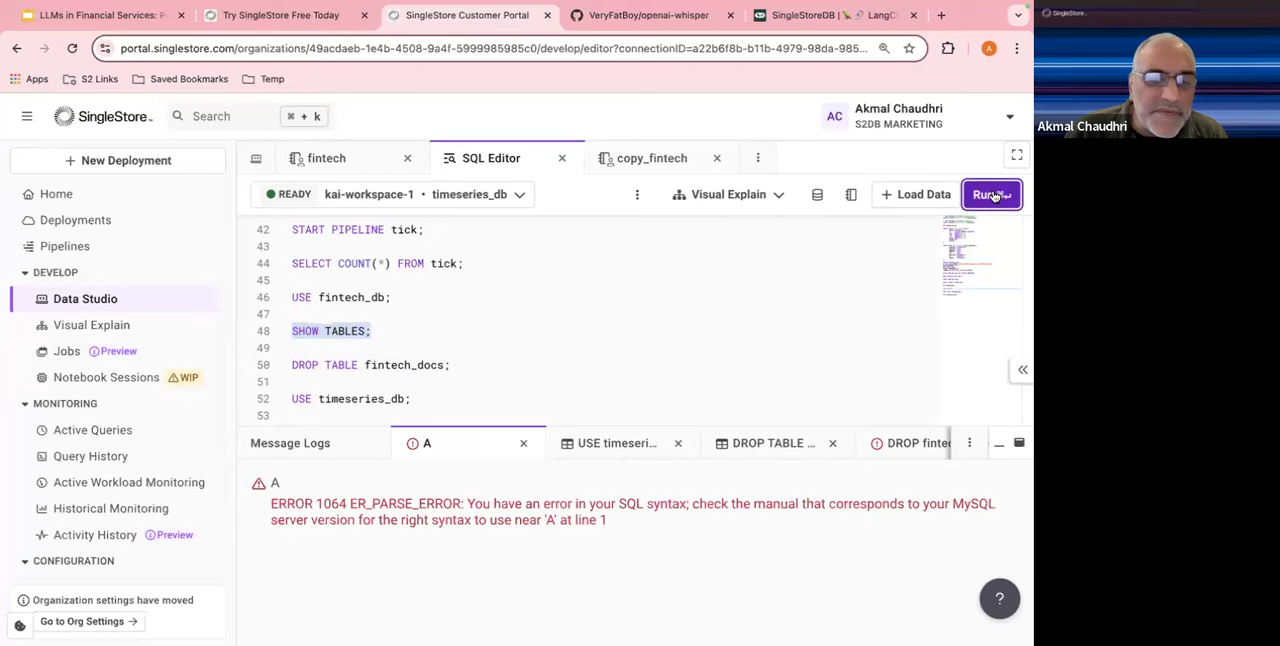 LLMs in Financial Services: P
Try SingleStore Free Today
SingleStore Customer Portal
VeryFatBoy/openai-whisper
SingleStoreDB | LangC
portal.singlestore.com/organizations/49acdaeb-1e4b-4508-9a4f-5999985985c0/develop/editor?connectionID=a22b6f8b-b11b-4979-98da-985...
A
Apps
S2 Links
Saved Bookmarks
Temp
SingleStore
Search
⌘ + k
AC
Akmal Chaudhri
S2DB MARKETING
+ New Deployment
Home
Deployments
Pipelines
DEVELOP
Data Studio
Visual Explain
Jobs Preview
Notebook Sessions WIP
MONITORING
Active Queries
Query History
Active Workload Monitoring
Historical Monitoring
Activity History Preview
CONFIGURATION
Organization settings have moved
Go to Org Settings →
fintech
SQL Editor
copy_fintech
READY kai-workspace-1 • timeseries_db
Visual Explain
+ Load Data
Run
42 START PIPELINE tick;
43
44 SELECT COUNT(*) FROM tick;
45
46 USE fintech_db;
47
48 SHOW TABLES;
49
50 DROP TABLE fintech_docs;
51
52 USE timeseries_db;
53
Message Logs
A
USE timeseri...
DROP TABLE ...
DROP finte
A
ERROR 1064 ER_PARSE_ERROR: You have an error in your SQL syntax; check the manual that corresponds to your MySQL
server version for the right syntax to use near 'A' at line 1
?
SingleStore
Akmal Chaudhri